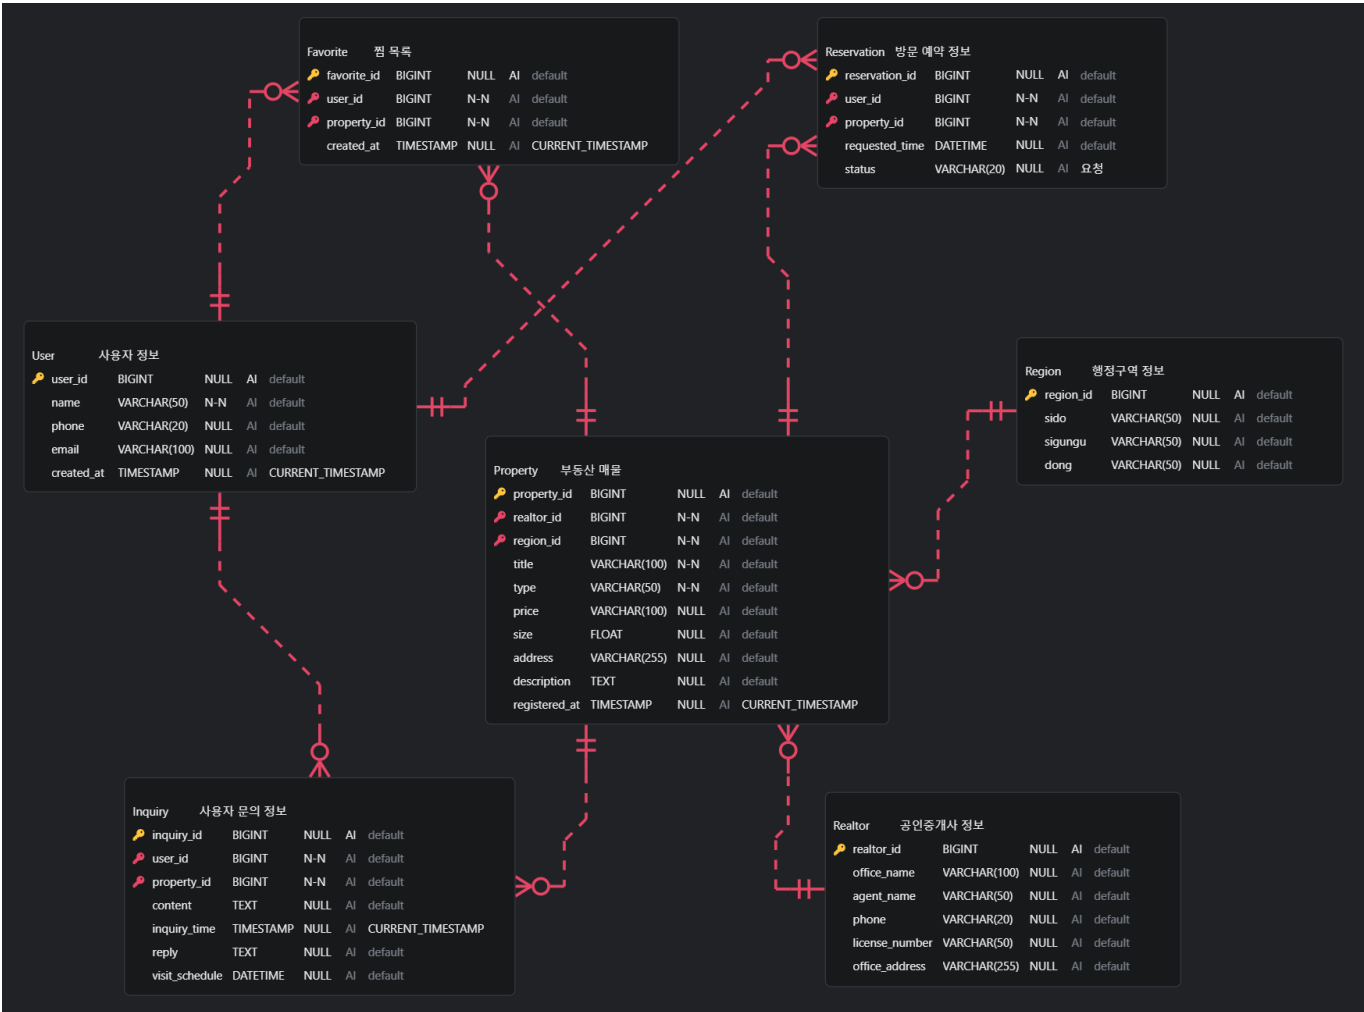 Favorite 찜 목록
favorite_id BIGINT NULL AI default
user_id BIGINT N-N AI default
property_id BIGINT N-N AI default
created_at TIMESTAMP NULL AI CURRENT_TIMESTAMP
Reservation 방문 예약 정보
reservation_id BIGINT NULL AI default
user_id BIGINT N-N AI default
property_id BIGINT N-N AI default
requested_time DATETIME NULL AI default
status VARCHAR(20) NULL AI 요청
User 사용자 정보
user_id BIGINT NULL AI default
name VARCHAR(50) N-N AI default
phone VARCHAR(20) NULL AI default
email VARCHAR(100) NULL AI default
created_at TIMESTAMP NULL AI CURRENT_TIMESTAMP
Region 행정구역 정보
region_id BIGINT NULL AI default
sido VARCHAR(50) NULL AI default
sigungu VARCHAR(50) NULL AI default
dong VARCHAR(50) NULL AI default
Property 부동산 매물
property_id BIGINT NULL AI default
realtor_id BIGINT N-N AI default
region_id BIGINT N-N AI default
title VARCHAR(100) N-N AI default
type VARCHAR(50) N-N AI default
price VARCHAR(100) NULL AI default
size FLOAT NULL AI default
address VARCHAR(255) NULL AI default
description TEXT NULL AI default
registered_at TIMESTAMP NULL AI CURRENT_TIMESTAMP
Inquiry 사용자 문의 정보
inquiry_id BIGINT NULL AI default
user_id BIGINT N-N AI default
property_id BIGINT N-N AI default
content TEXT NULL AI default
inquiry_time TIMESTAMP NULL AI CURRENT_TIMESTAMP
reply TEXT NULL AI default
visit_schedule DATETIME NULL AI default
Realtor 공인중개사 정보
realtor_id BIGINT NULL AI default
office_name VARCHAR(100) NULL AI default
agent_name VARCHAR(50) NULL AI default
phone VARCHAR(20) NULL AI default
license_number VARCHAR(50) NULL AI default
office_address VARCHAR(255) NULL AI default